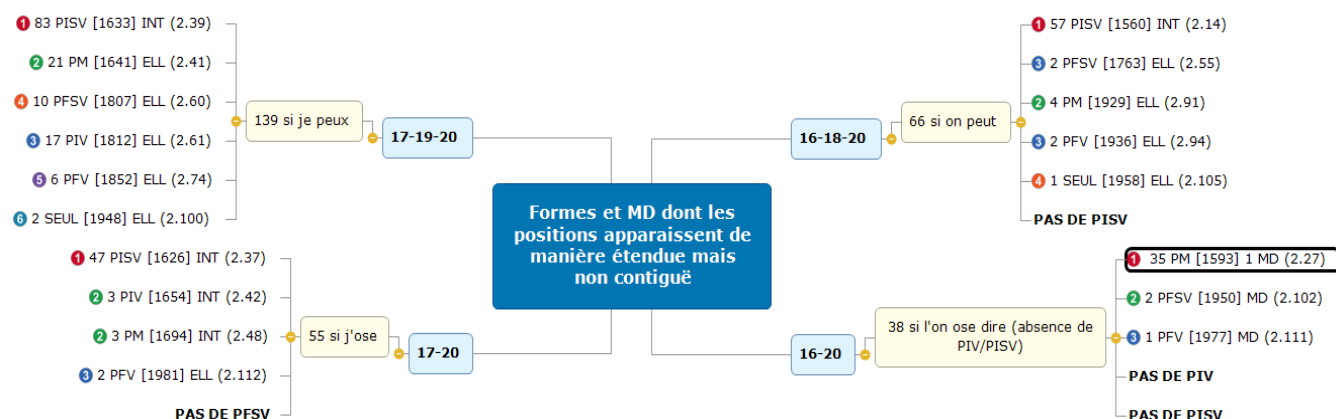 1 83 PISV [1633] INT (2.39)
2 21 PM [1641] ELL (2.41)
4 10 PFSV [1807] ELL (2.60)
3 17 PIV [1812] ELL (2.61)
5 6 PFV [1852] ELL (2.74)
6 2 SEUL [1948] ELL (2.100)
139 si je peux
17-19-20
1 47 PISV [1626] INT (2.37)
2 3 PIV [1654] INT (2.42)
2 3 PM [1694] INT (2.48)
3 2 PFV [1981] ELL (2.112)
PAS DE PFSV
55 si j'ose
17-20
Formes et MD dont les
positions apparaissent de
manière étendue mais
non contiguë
16-18-20
66 si on peut
1 57 PISV [1560] INT (2.14)
3 2 PFSV [1763] ELL (2.55)
2 4 PM [1929] ELL (2.91)
3 2 PFV [1936] ELL (2.94)
4 1 SEUL [1958] ELL (2.105)
PAS DE PISV
16-20
38 si l'on ose dire (absence de
PIV/PISV)
1 35 PM [1593] 1 MD (2.27)
2 2 PFSV [1950] MD (2.102)
3 1 PFV [1977] MD (2.111)
PAS DE PIV
PAS DE PISV